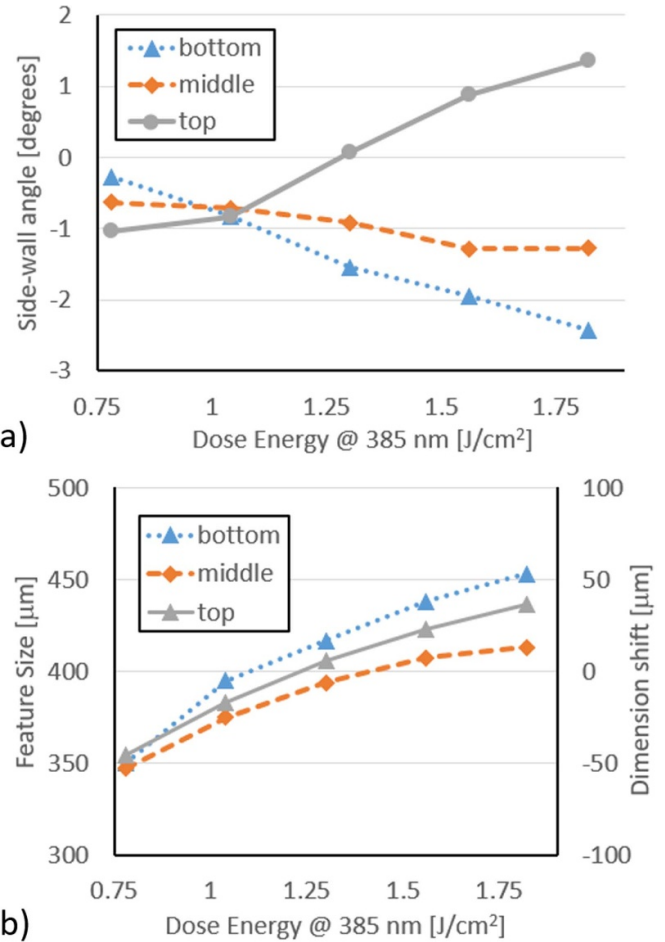 2
1
0
-1
-2
-3
Side-wall angle [degrees]
bottom
middle
top
0.75 1 1.25 1.5 1.75
Dose Energy @ 385 nm [J/cm²]
a)
500
450
400
350
300
Feature Size [µm]
bottom
middle
top
100
50
0
-50
-100
Dimension shift [µm]
0.75 1 1.25 1.5 1.75
Dose Energy @ 385 nm [J/cm²]
b)